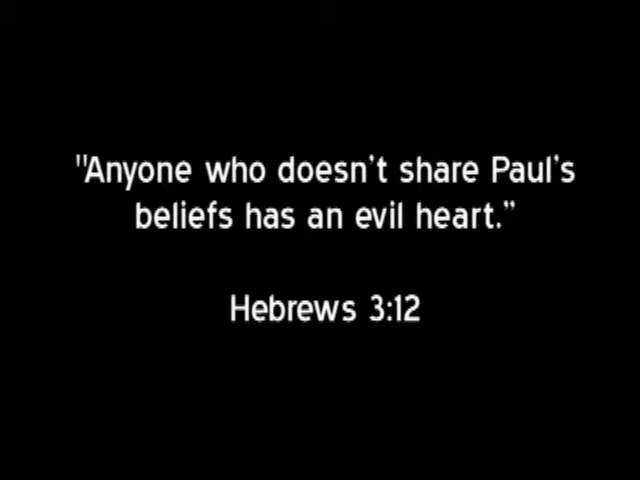 "Anyone who doesn't share Paul's
beliefs has an evil heart."
Hebrews 3:12